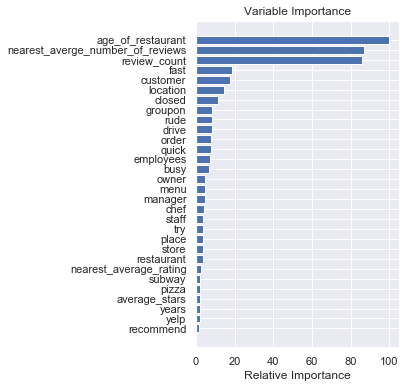 Variable Importance
age_of_restaurant
nearest_averge_number_of_reviews
review_count
fast
customer
location
closed
groupon
rude
drive
order
quick
employees
busy
owner
menu
manager
chef
staff
try
place
store
restaurant
nearest_average_rating
subway
pizza
average_stars
years
yelp
recommend
0 20 40 60 80 100
Relative Importance